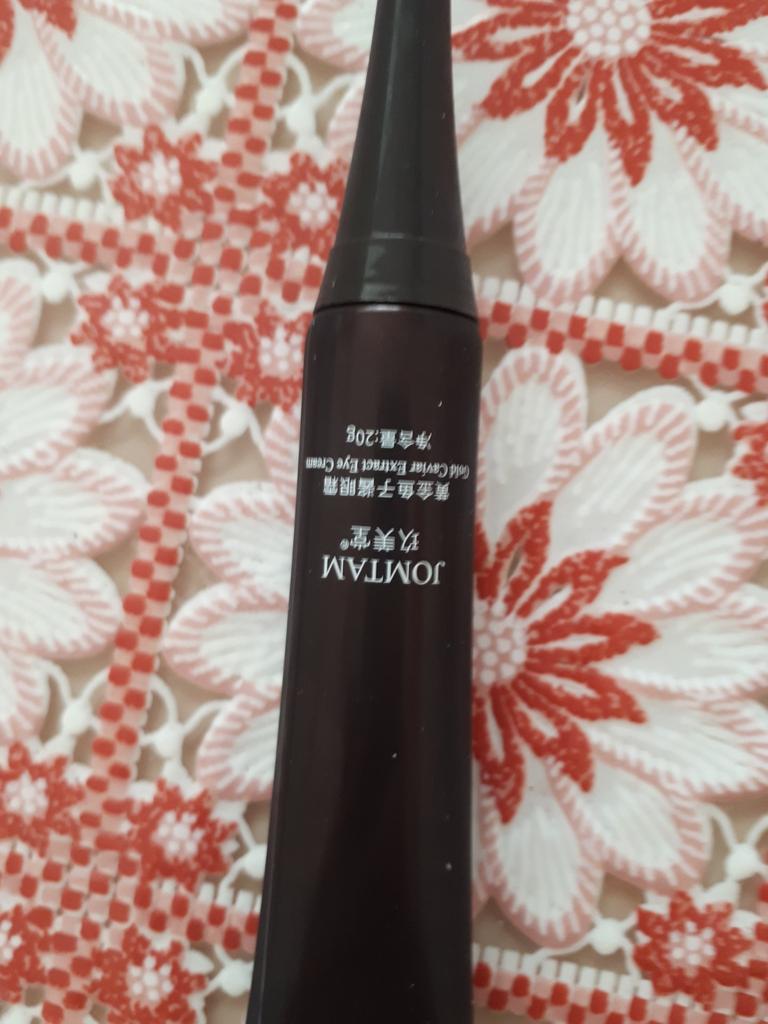 JOMTAM
玖美堂®
黄金鱼子酱眼霜
Gold Caviar Extract Eye Cream
净含量:20g